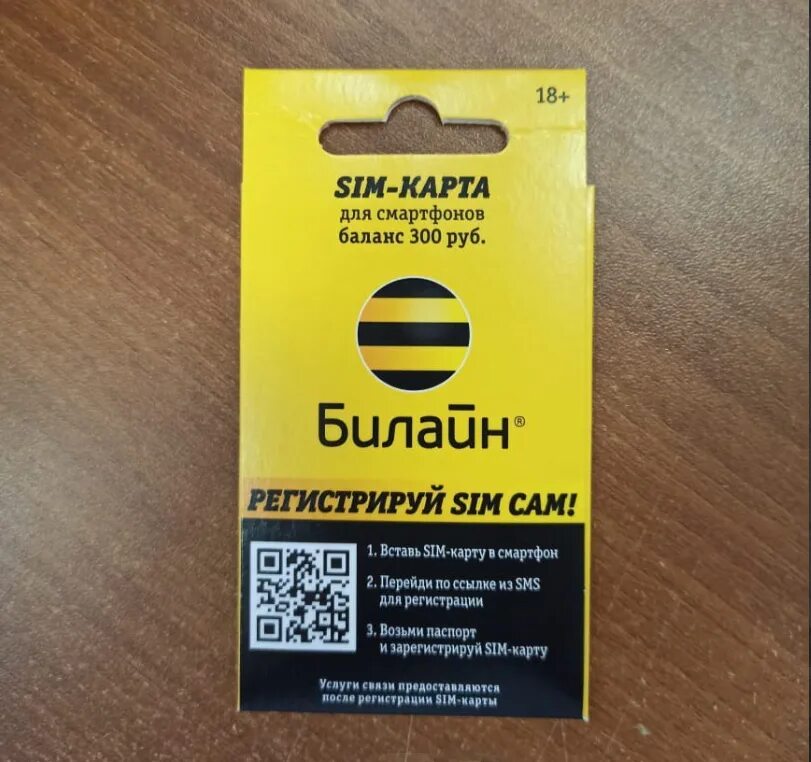 18+
SIM-КАРТА
для смартфонов
баланс 300 руб.
Билайн®
РЕГИСТРИРУЙ SIM САМ!
1. Вставь SIM-карту в смартфон
2. Перейди по ссылке из SMS
для регистрации
3. Возьми паспорт
и зарегистрируй SIM-карту
Услуги связи предоставляются
после регистрации SIM-карты